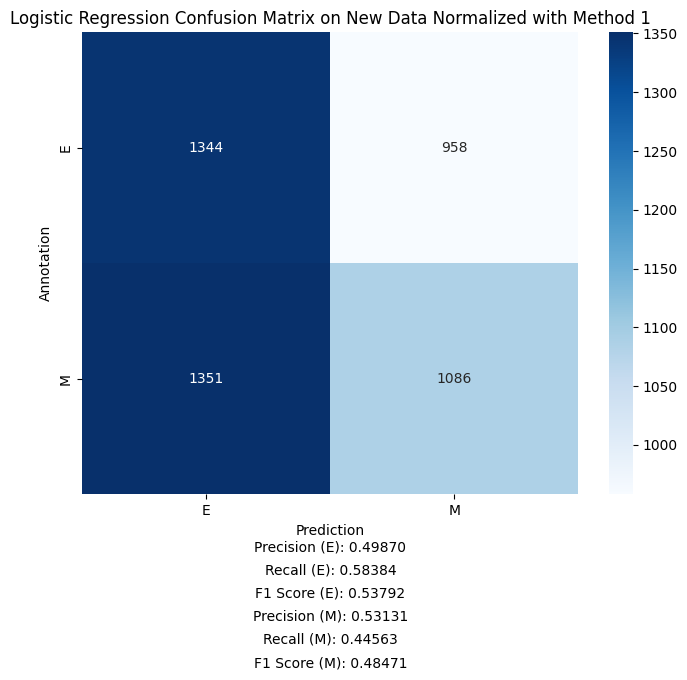 Logistic Regression Confusion Matrix on New Data Normalized with Method 1
1350
1300
1250
1200
1150
1100
1050
1000
E
1344
958
Annotation
M
1351
1086
E
M
Prediction
Precision (E): 0.49870
Recall (E): 0.58384
F1 Score (E): 0.53792
Precision (M): 0.53131
Recall (M): 0.44563
F1 Score (M): 0.48471